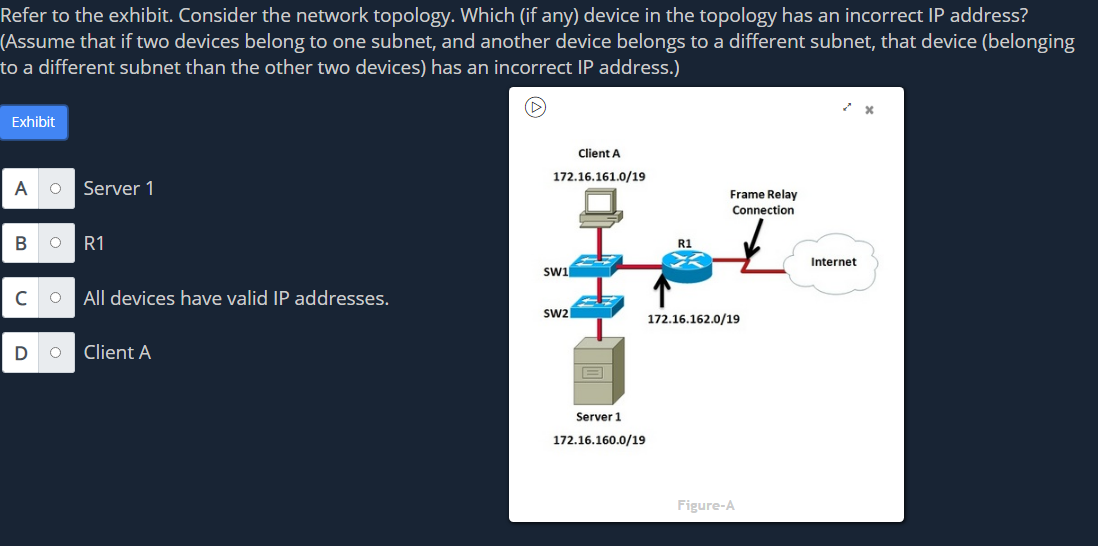 Refer to the exhibit. Consider the network topology. Which (if any) device in the topology has an incorrect IP address?
(Assume that if two devices belong to one subnet, and another device belongs to a different subnet, that device (belonging
to a different subnet than the other two devices) has an incorrect IP address.)
Exhibit
A Server 1
B R1
C All devices have valid IP addresses.
D Client A
Client A
172.16.161.0/19
Frame Relay
Connection
R1
Internet
SW1
SW2
172.16.162.0/19
Server 1
172.16.160.0/19
Figure-A